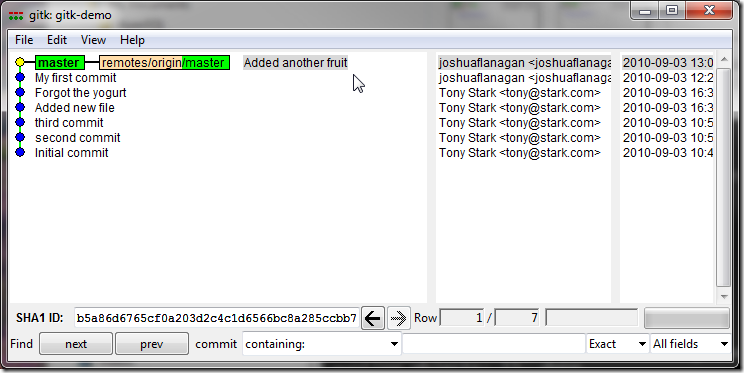 gitk: gitk-demo
File Edit View Help
master remotes/origin/master Added another fruit joshuaflanagan <joshuaflanaga 2010-09-03 13:0
My first commit joshuaflanagan <joshuaflanaga 2010-09-03 12:2
Forgot the yogurt Tony Stark <tony@stark.com> 2010-09-03 16:3
Added new file Tony Stark <tony@stark.com> 2010-09-03 16:3
third commit Tony Stark <tony@stark.com> 2010-09-03 10:5
second commit Tony Stark <tony@stark.com> 2010-09-03 10:5
Initial commit Tony Stark <tony@stark.com> 2010-09-03 10:4
SHA1 ID: b5a86d6765cf0a203d2c4c1d6566bc8a285ccbb7 Row 1 / 7
Find next prev commit containing: Exact All fields